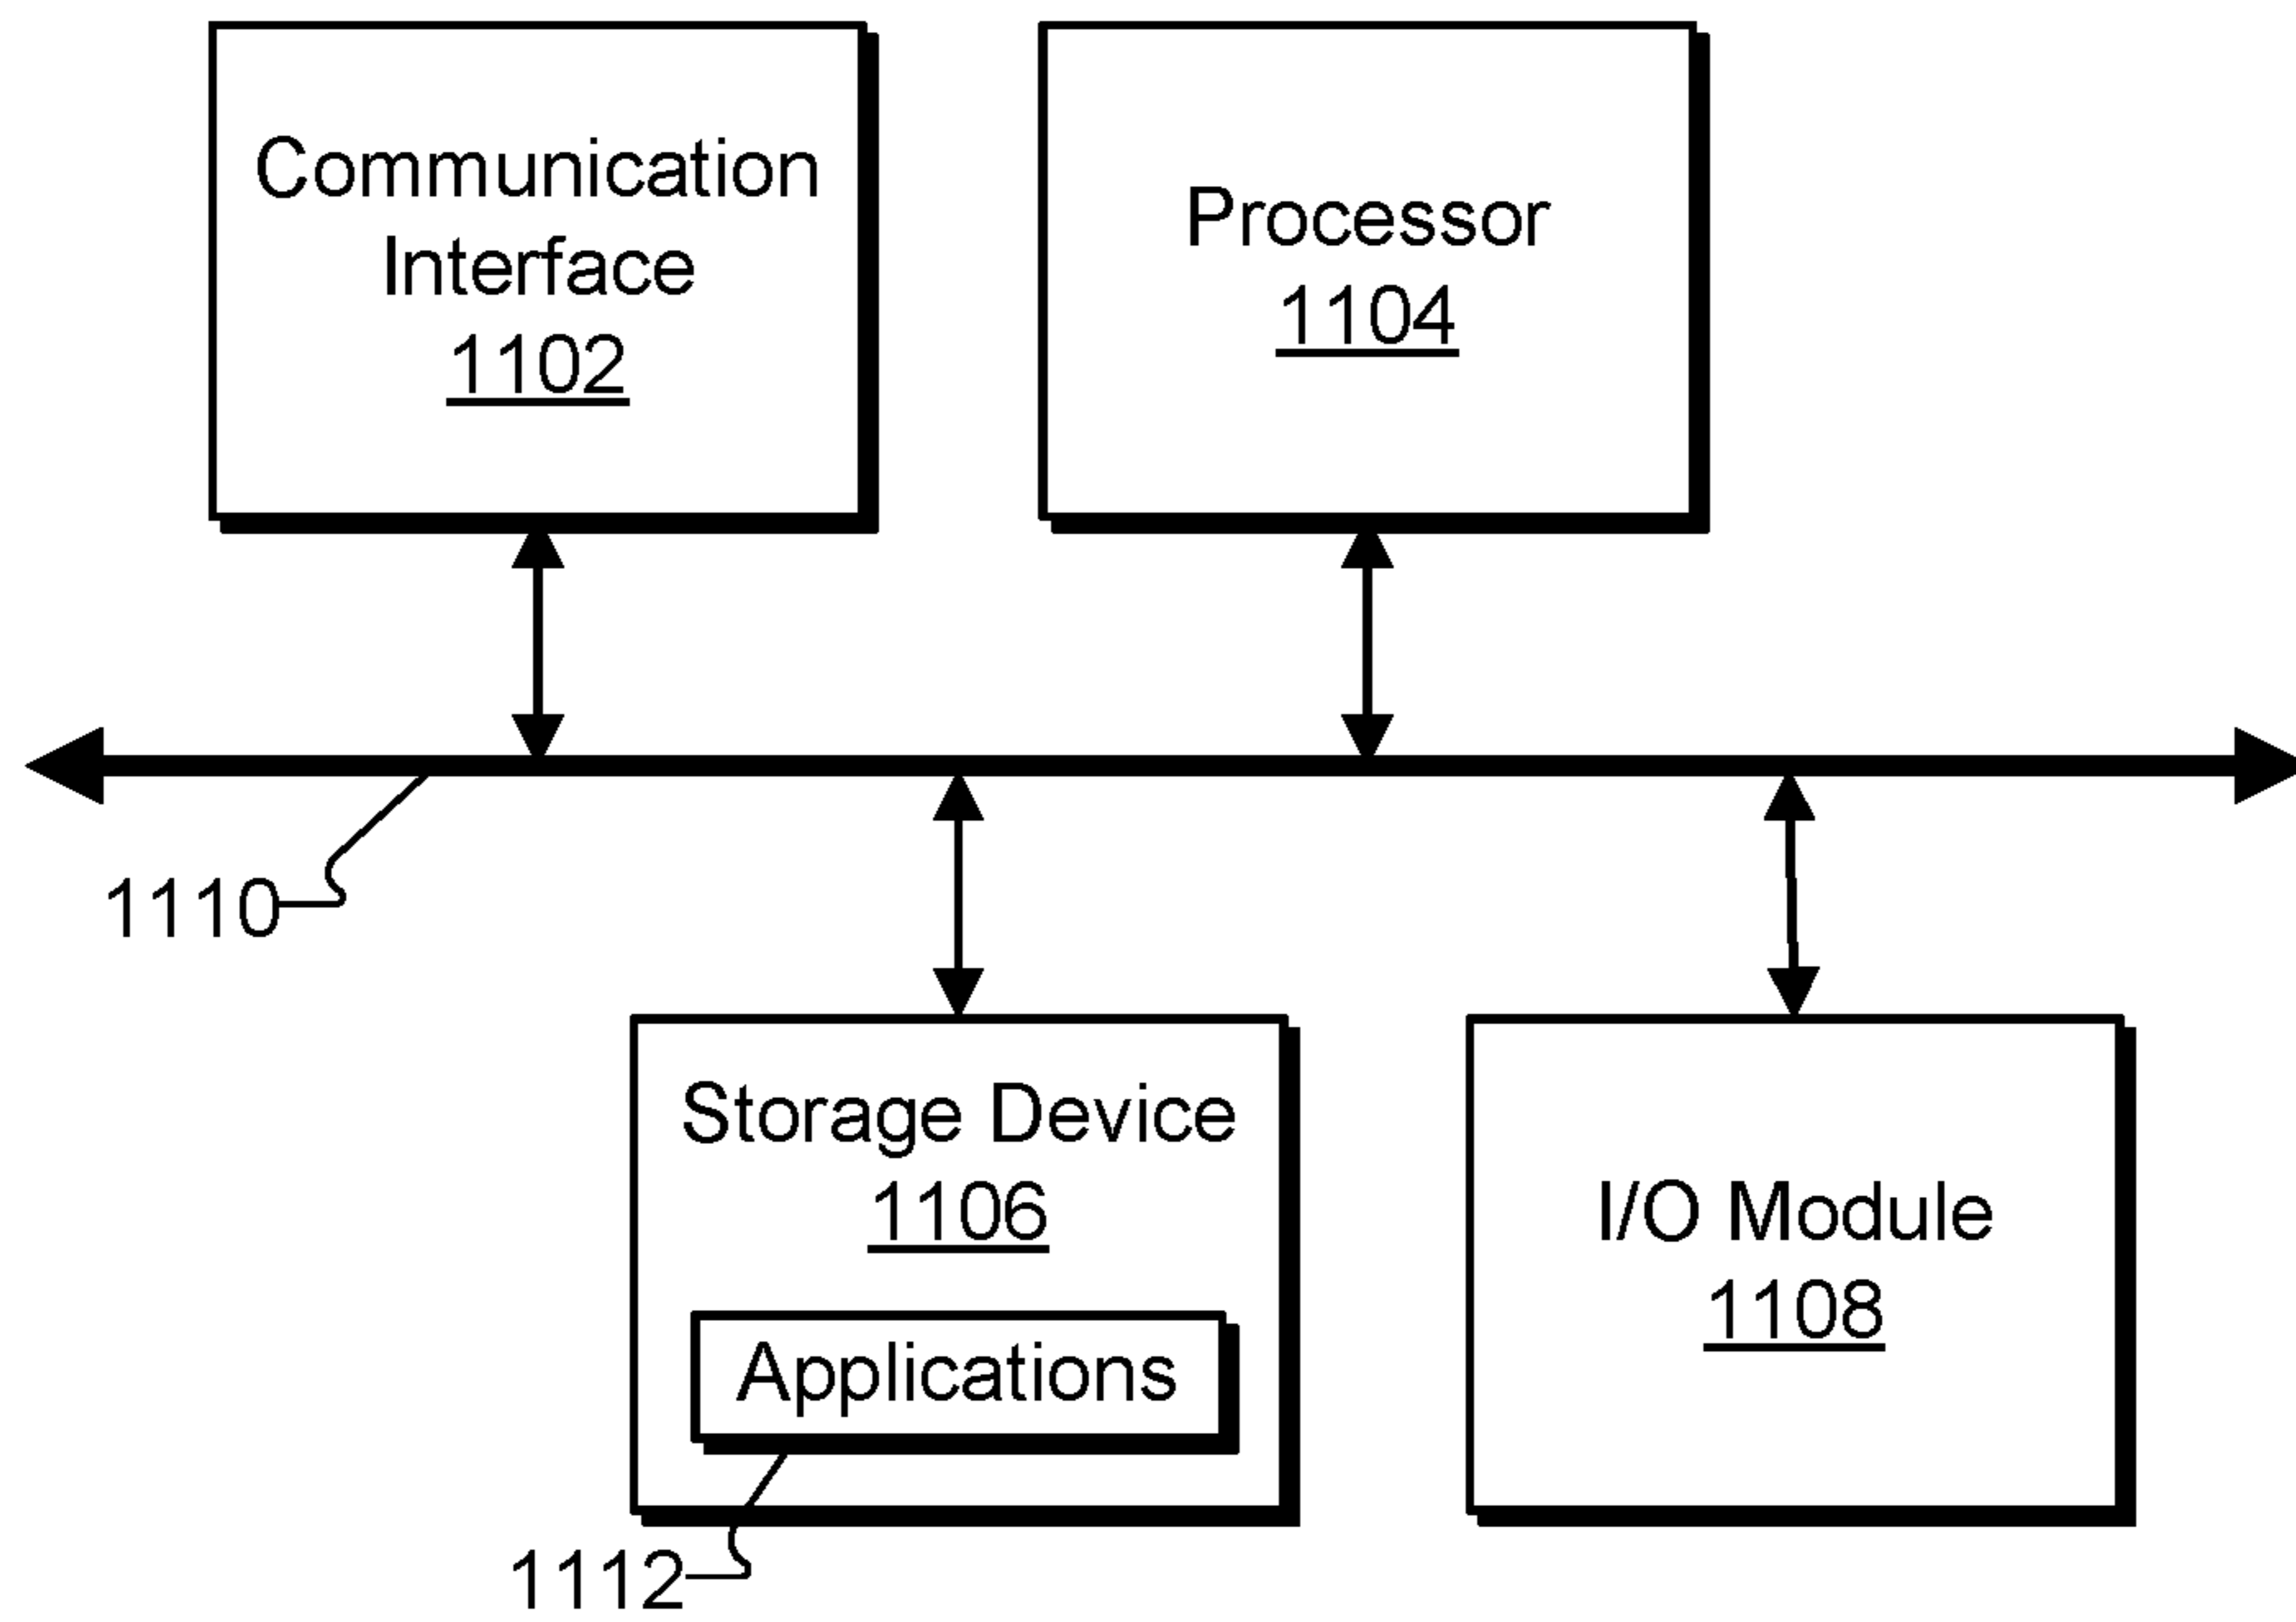 Communication
Interface
1102
Processor
1104
1110
Storage Device
1106
Applications
1112
I/O Module
1108